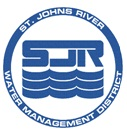 ST. JOHNS RIVER
SJR
WATER MANAGEMENT DISTRICT